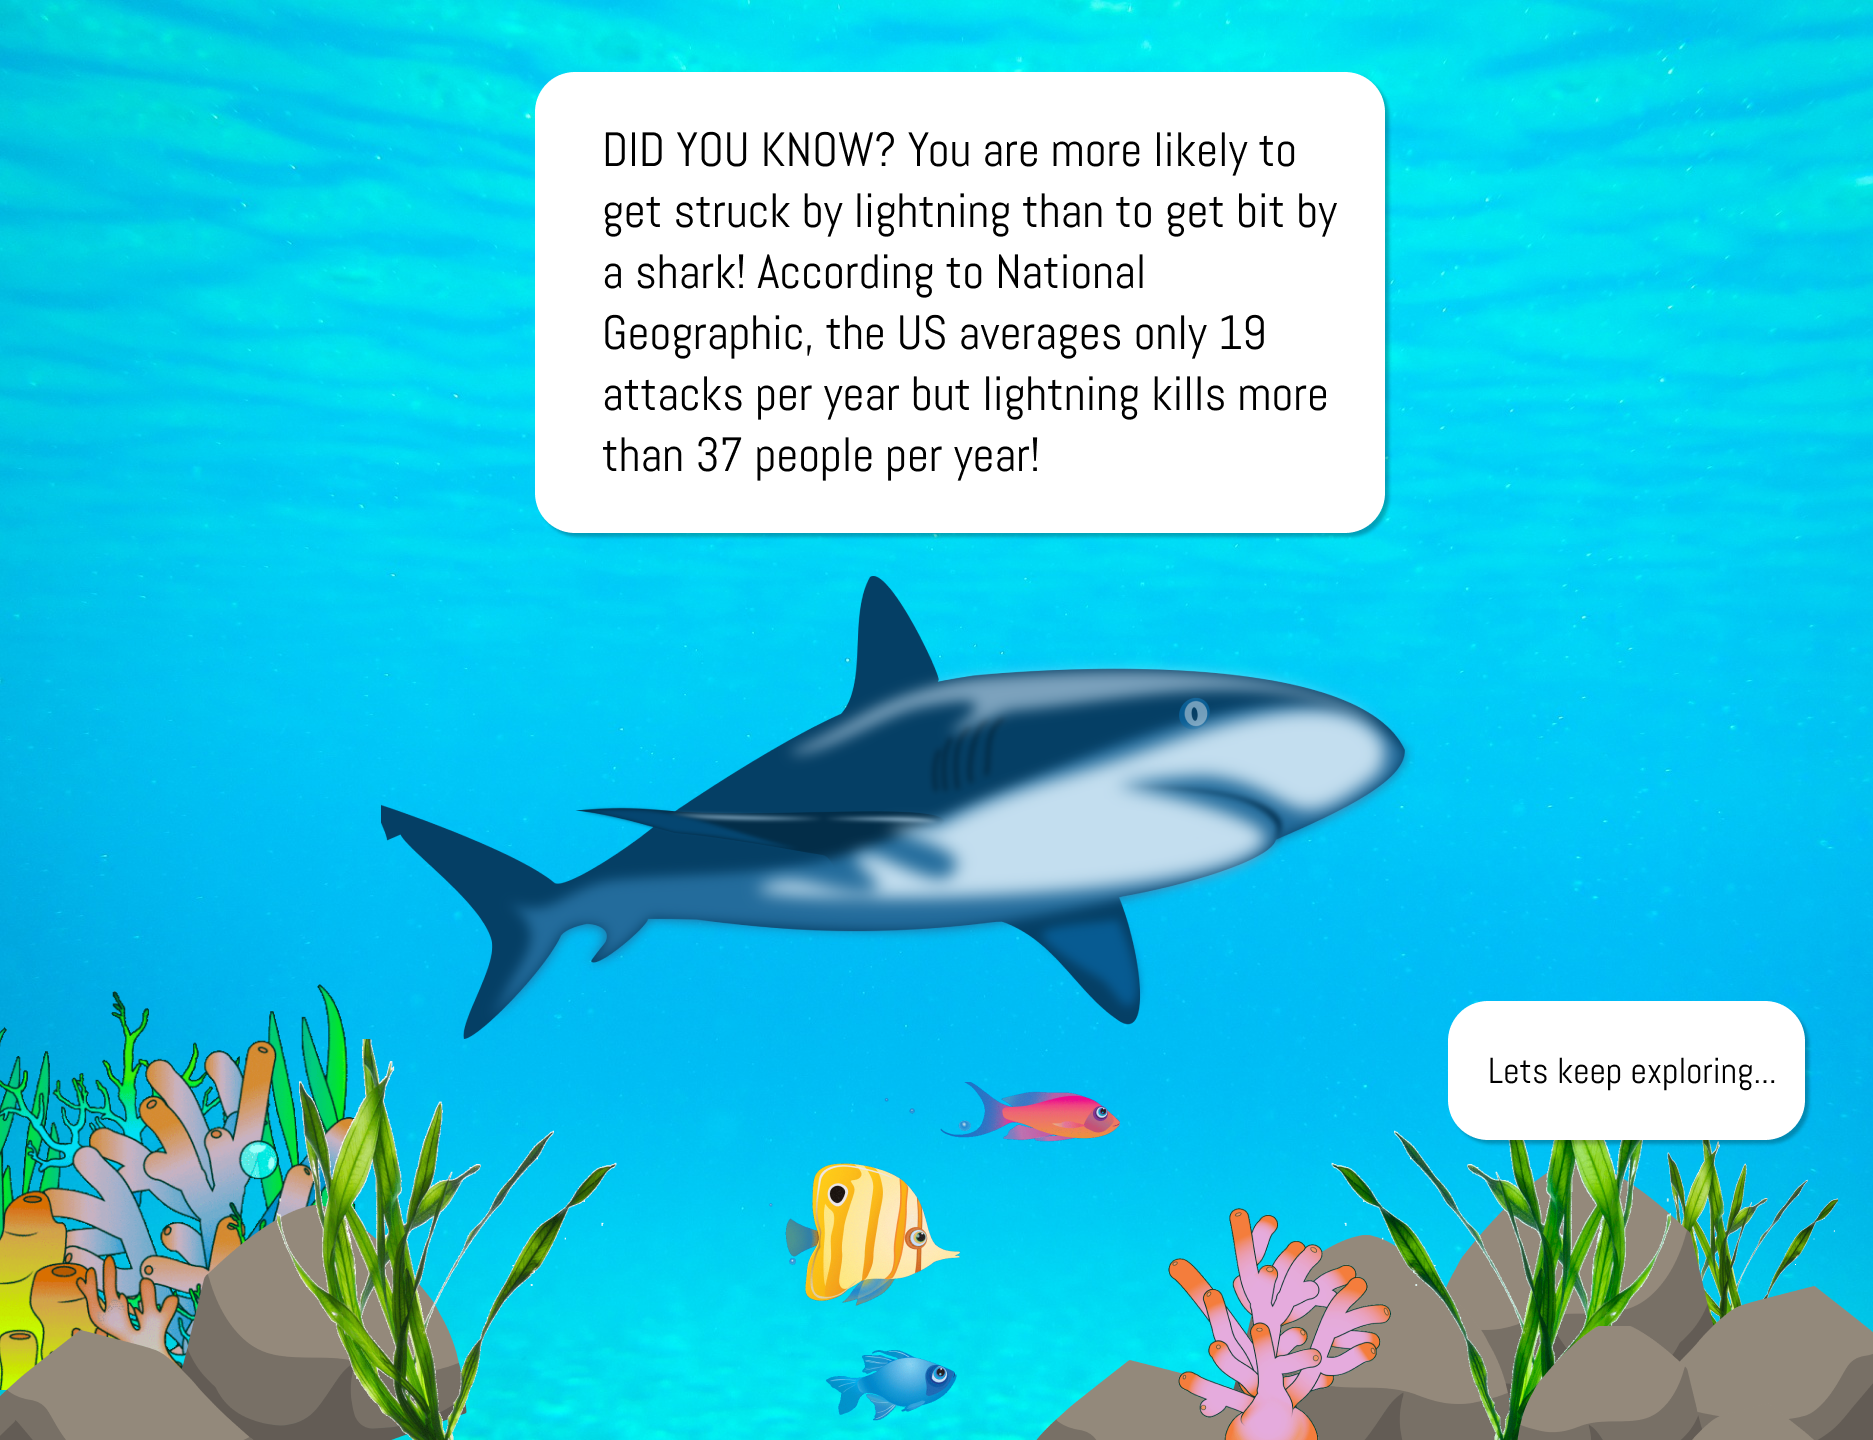 DID YOU KNOW? You are more likely to
get struck by lightning than to get bit by
a shark! According to National
Geographic, the US averages only 19
attacks per year but lightning kills more
than 37 people per year!
Lets keep exploring...